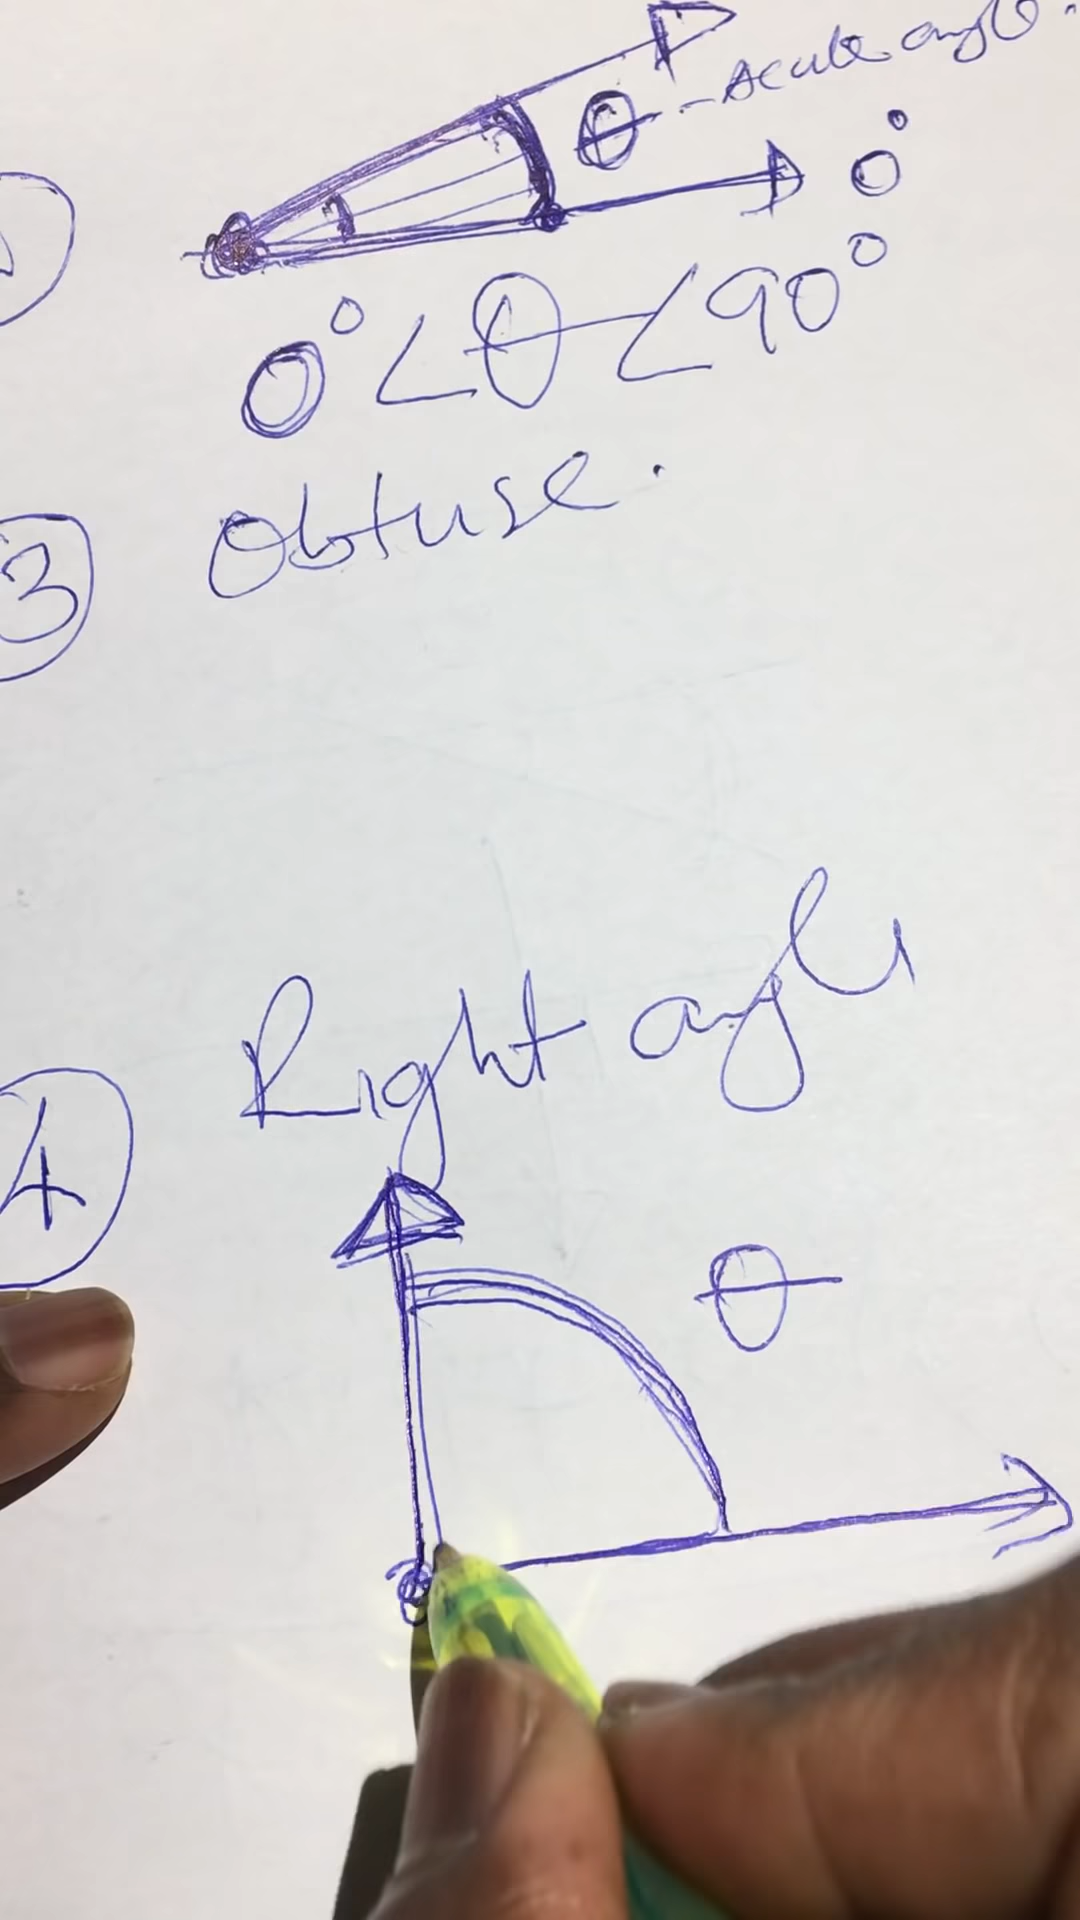 θ - Acute angle.
0°
0° < θ < 90°
3 Obtuse.
Right angle
4
θ